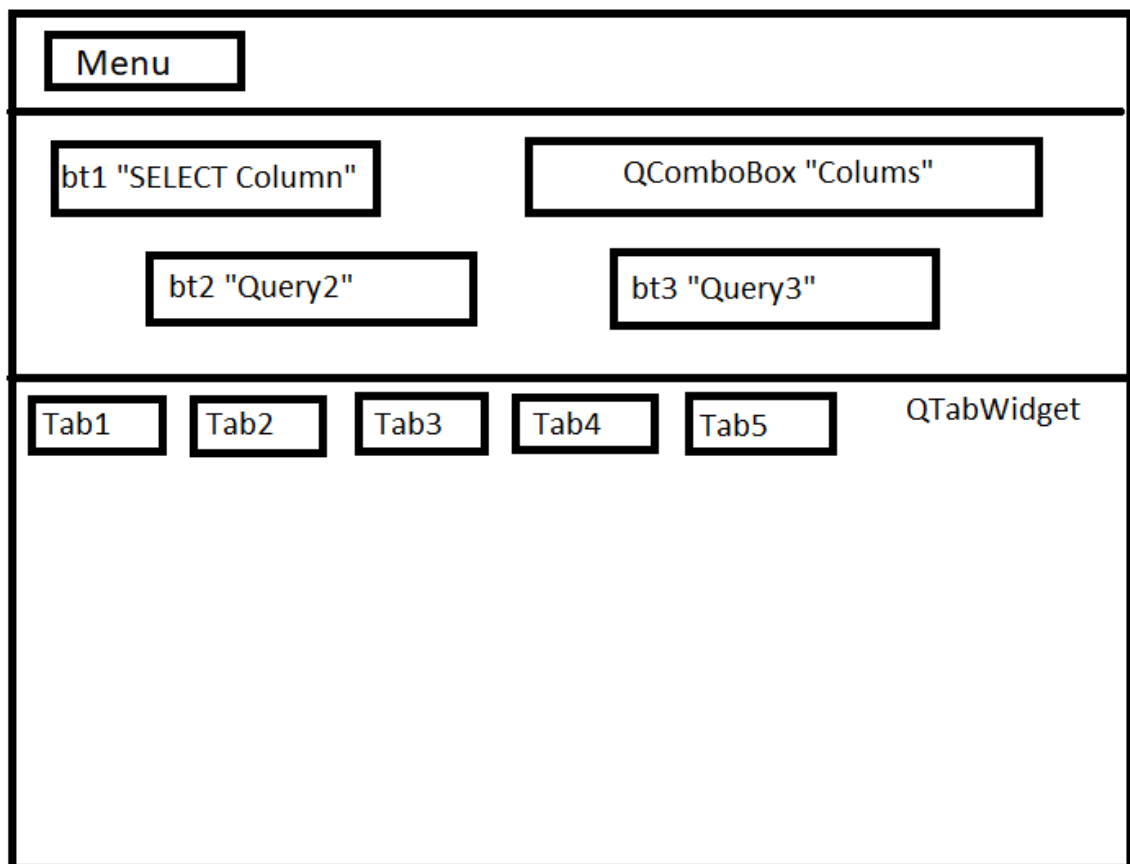 Menu
bt1 "SELECT Column"
QComboBox "Colums"
bt2 "Query2"
bt3 "Query3"
Tab1
Tab2
Tab3
Tab4
Tab5
QTabWidget